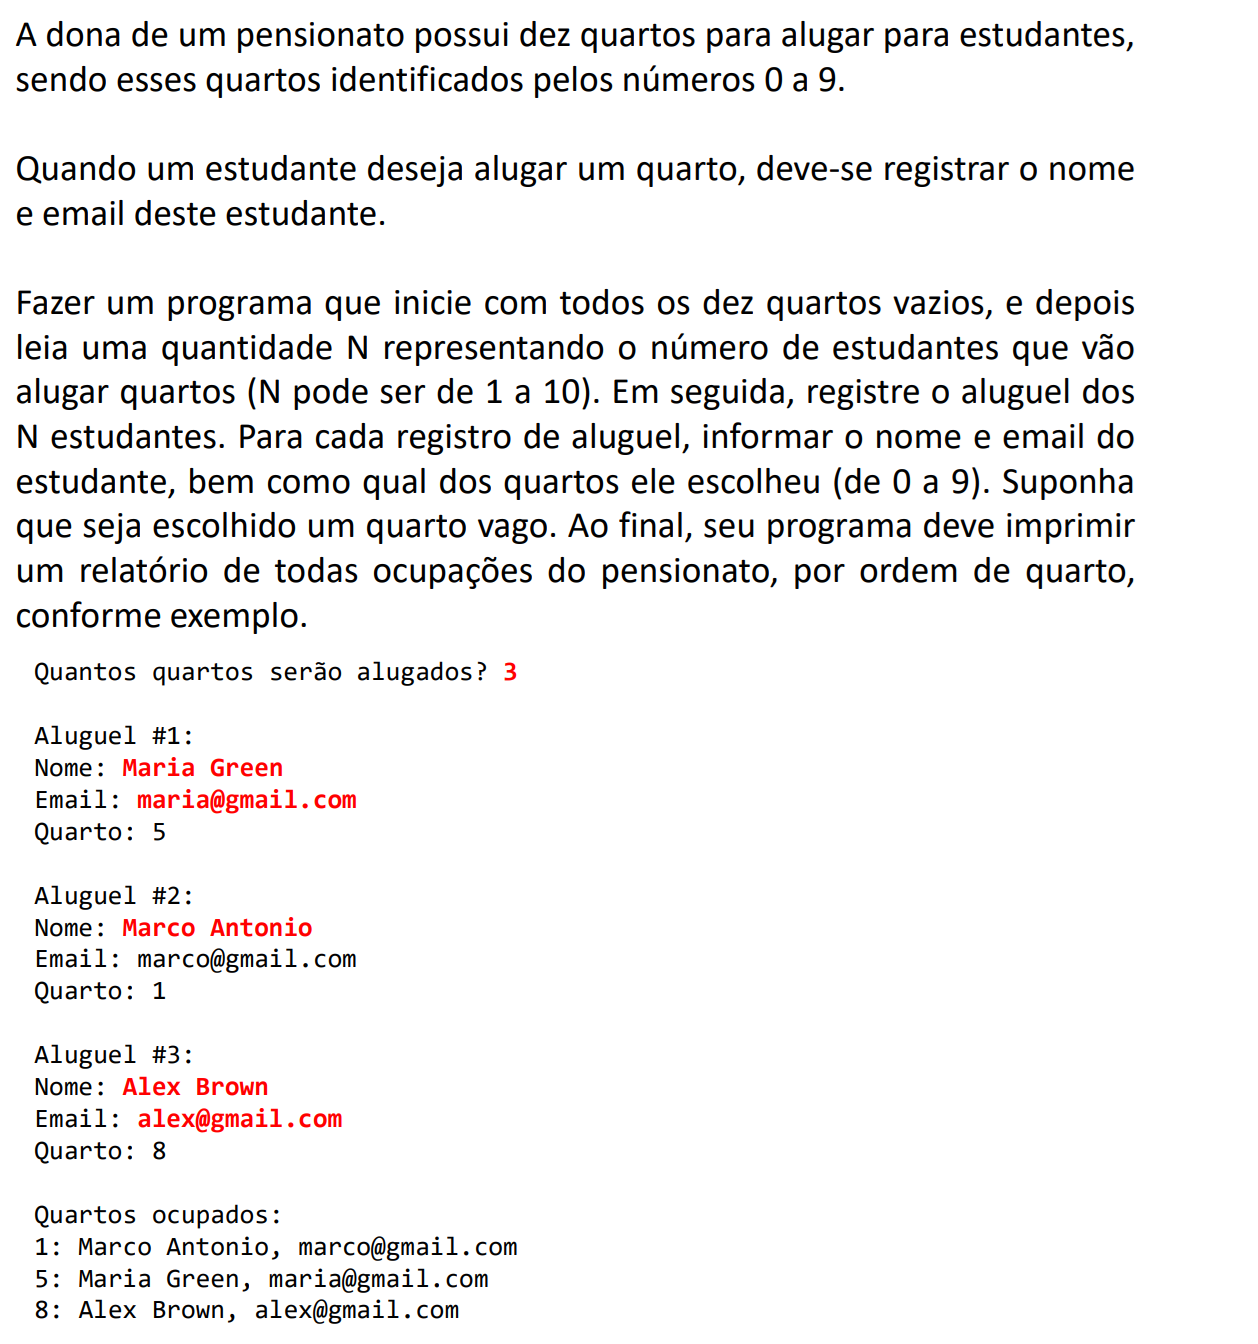 A dona de um pensionato possui dez quartos para alugar para estudantes,
sendo esses quartos identificados pelos números 0 a 9.
Quando um estudante deseja alugar um quarto, deve-se registrar o nome
e email deste estudante.
Fazer um programa que inicie com todos os dez quartos vazios, e depois
leia uma quantidade N representando o número de estudantes que vão
alugar quartos (N pode ser de 1 a 10). Em seguida, registre o aluguel dos
N estudantes. Para cada registro de aluguel, informar o nome e email do
estudante, bem como qual dos quartos ele escolheu (de 0 a 9). Suponha
que seja escolhido um quarto vago. Ao final, seu programa deve imprimir
um relatório de todas ocupações do pensionato, por ordem de quarto,
conforme exemplo.
Quantos quartos serão alugados? 3
Aluguel #1:
Nome: Maria Green
Email: maria@gmail.com
Quarto: 5
Aluguel #2:
Nome: Marco Antonio
Email: marco@gmail.com
Quarto: 1
Aluguel #3:
Nome: Alex Brown
Email: alex@gmail.com
Quarto: 8
Quartos ocupados:
1: Marco Antonio, marco@gmail.com
5: Maria Green, maria@gmail.com
8: Alex Brown, alex@gmail.com